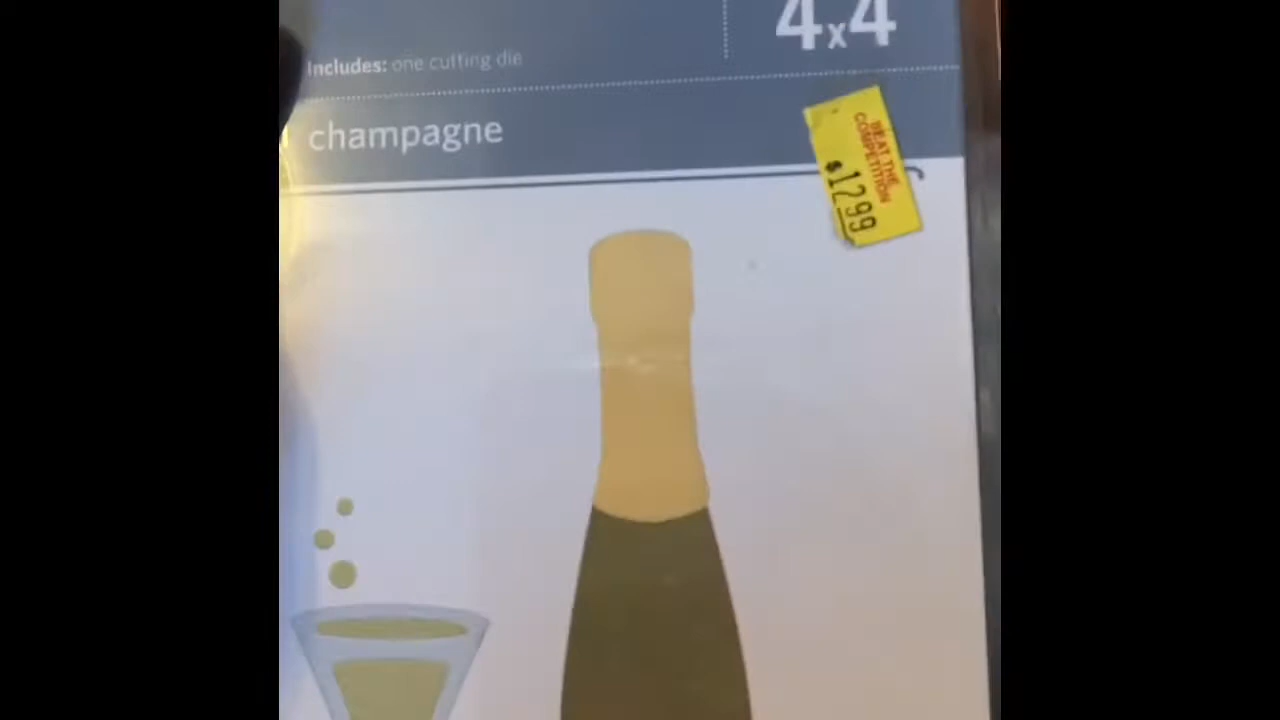 4x4
Includes: one cutting die
champagne
BEAT THE
COMPETITION
$12.99